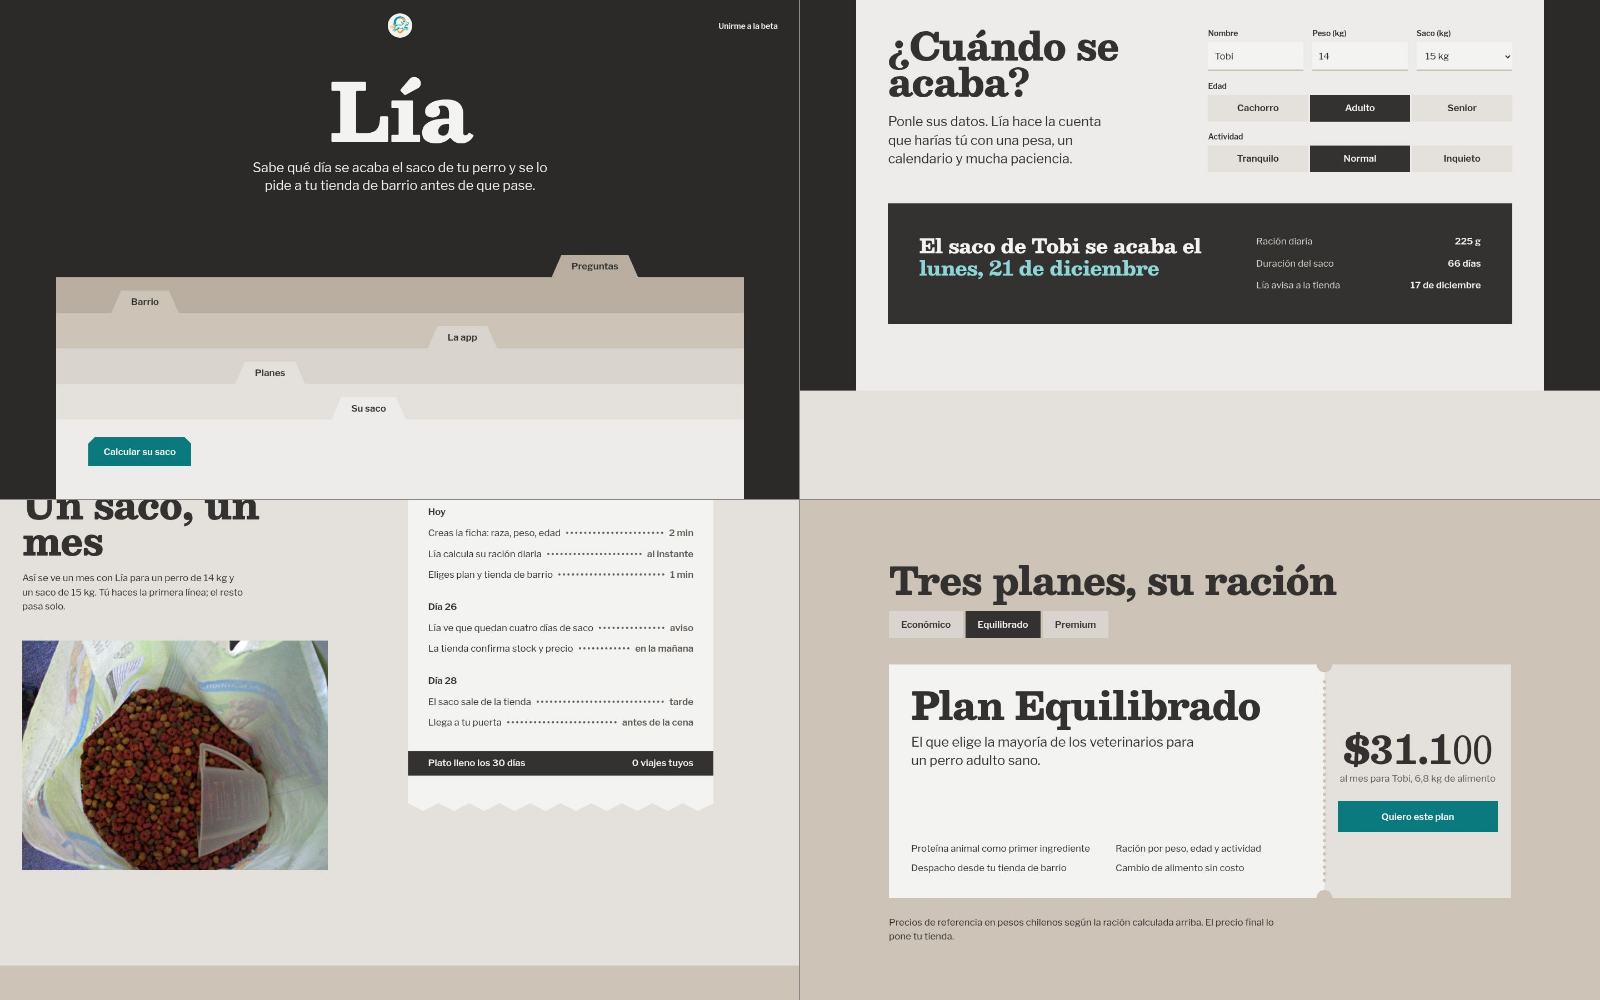 Unirme a la beta
Lía
Sabe qué día se acaba el saco de tu perro y se lo
pide a tu tienda de barrio antes de que pase.
Preguntas
Barrio
La app
Planes
Su saco
Calcular su saco
¿Cuándo se
acaba?
Ponle sus datos. Lía hace la cuenta
que harías tú con una pesa, un
calendario y mucha paciencia.
Nombre Peso (kg) Saco (kg)
Tobi 14 15 kg
Edad
Cachorro Adulto Senior
Actividad
Tranquilo Normal Inquieto
El saco de Tobi se acaba el
lunes, 21 de diciembre
Ración diaria 225 g
Duración del saco 66 días
Lía avisa a la tienda 17 de diciembre
Un saco, un
mes
Así se ve un mes con Lía para un perro de 14 kg y
un saco de 15 kg. Tú haces la primera línea; el resto
pasa solo.
Hoy
Creas la ficha: raza, peso, edad 2 min
Lía calcula su ración diaria al instante
Eliges plan y tienda de barrio 1 min
Día 26
Lía ve que quedan cuatro días de saco aviso
La tienda confirma stock y precio en la mañana
Día 28
El saco sale de la tienda tarde
Llega a tu puerta antes de la cena
Plato lleno los 30 días 0 viajes tuyos
Tres planes, su ración
Económico Equilibrado Premium
Plan Equilibrado
El que elige la mayoría de los veterinarios para
un perro adulto sano.
Proteína animal como primer ingrediente Ración por peso, edad y actividad
Despacho desde tu tienda de barrio Cambio de alimento sin costo
$31.100
al mes para Tobi, 6,8 kg de alimento
Quiero este plan
Precios de referencia en pesos chilenos según la ración calculada arriba. El precio final lo
pone tu tienda.